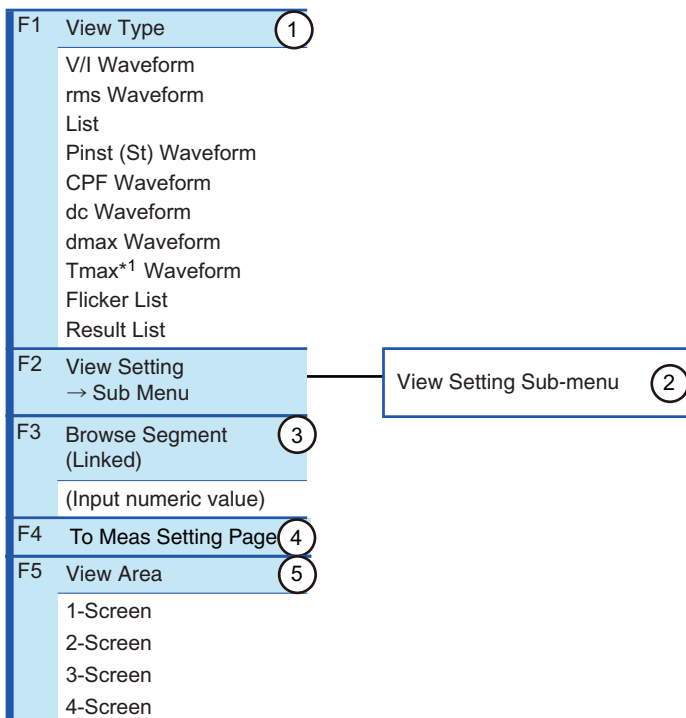 F1 View Type 1
V/I Waveform
rms Waveform
List
Pinst (St) Waveform
CPF Waveform
dc Waveform
dmax Waveform
Tmax*1 Waveform
Flicker List
Result List
F2 View Setting
→ Sub Menu
View Setting Sub-menu 2
F3 Browse Segment 3
(Linked)
(Input numeric value)
F4 To Meas Setting Page 4
F5 View Area 5
1-Screen
2-Screen
3-Screen
4-Screen